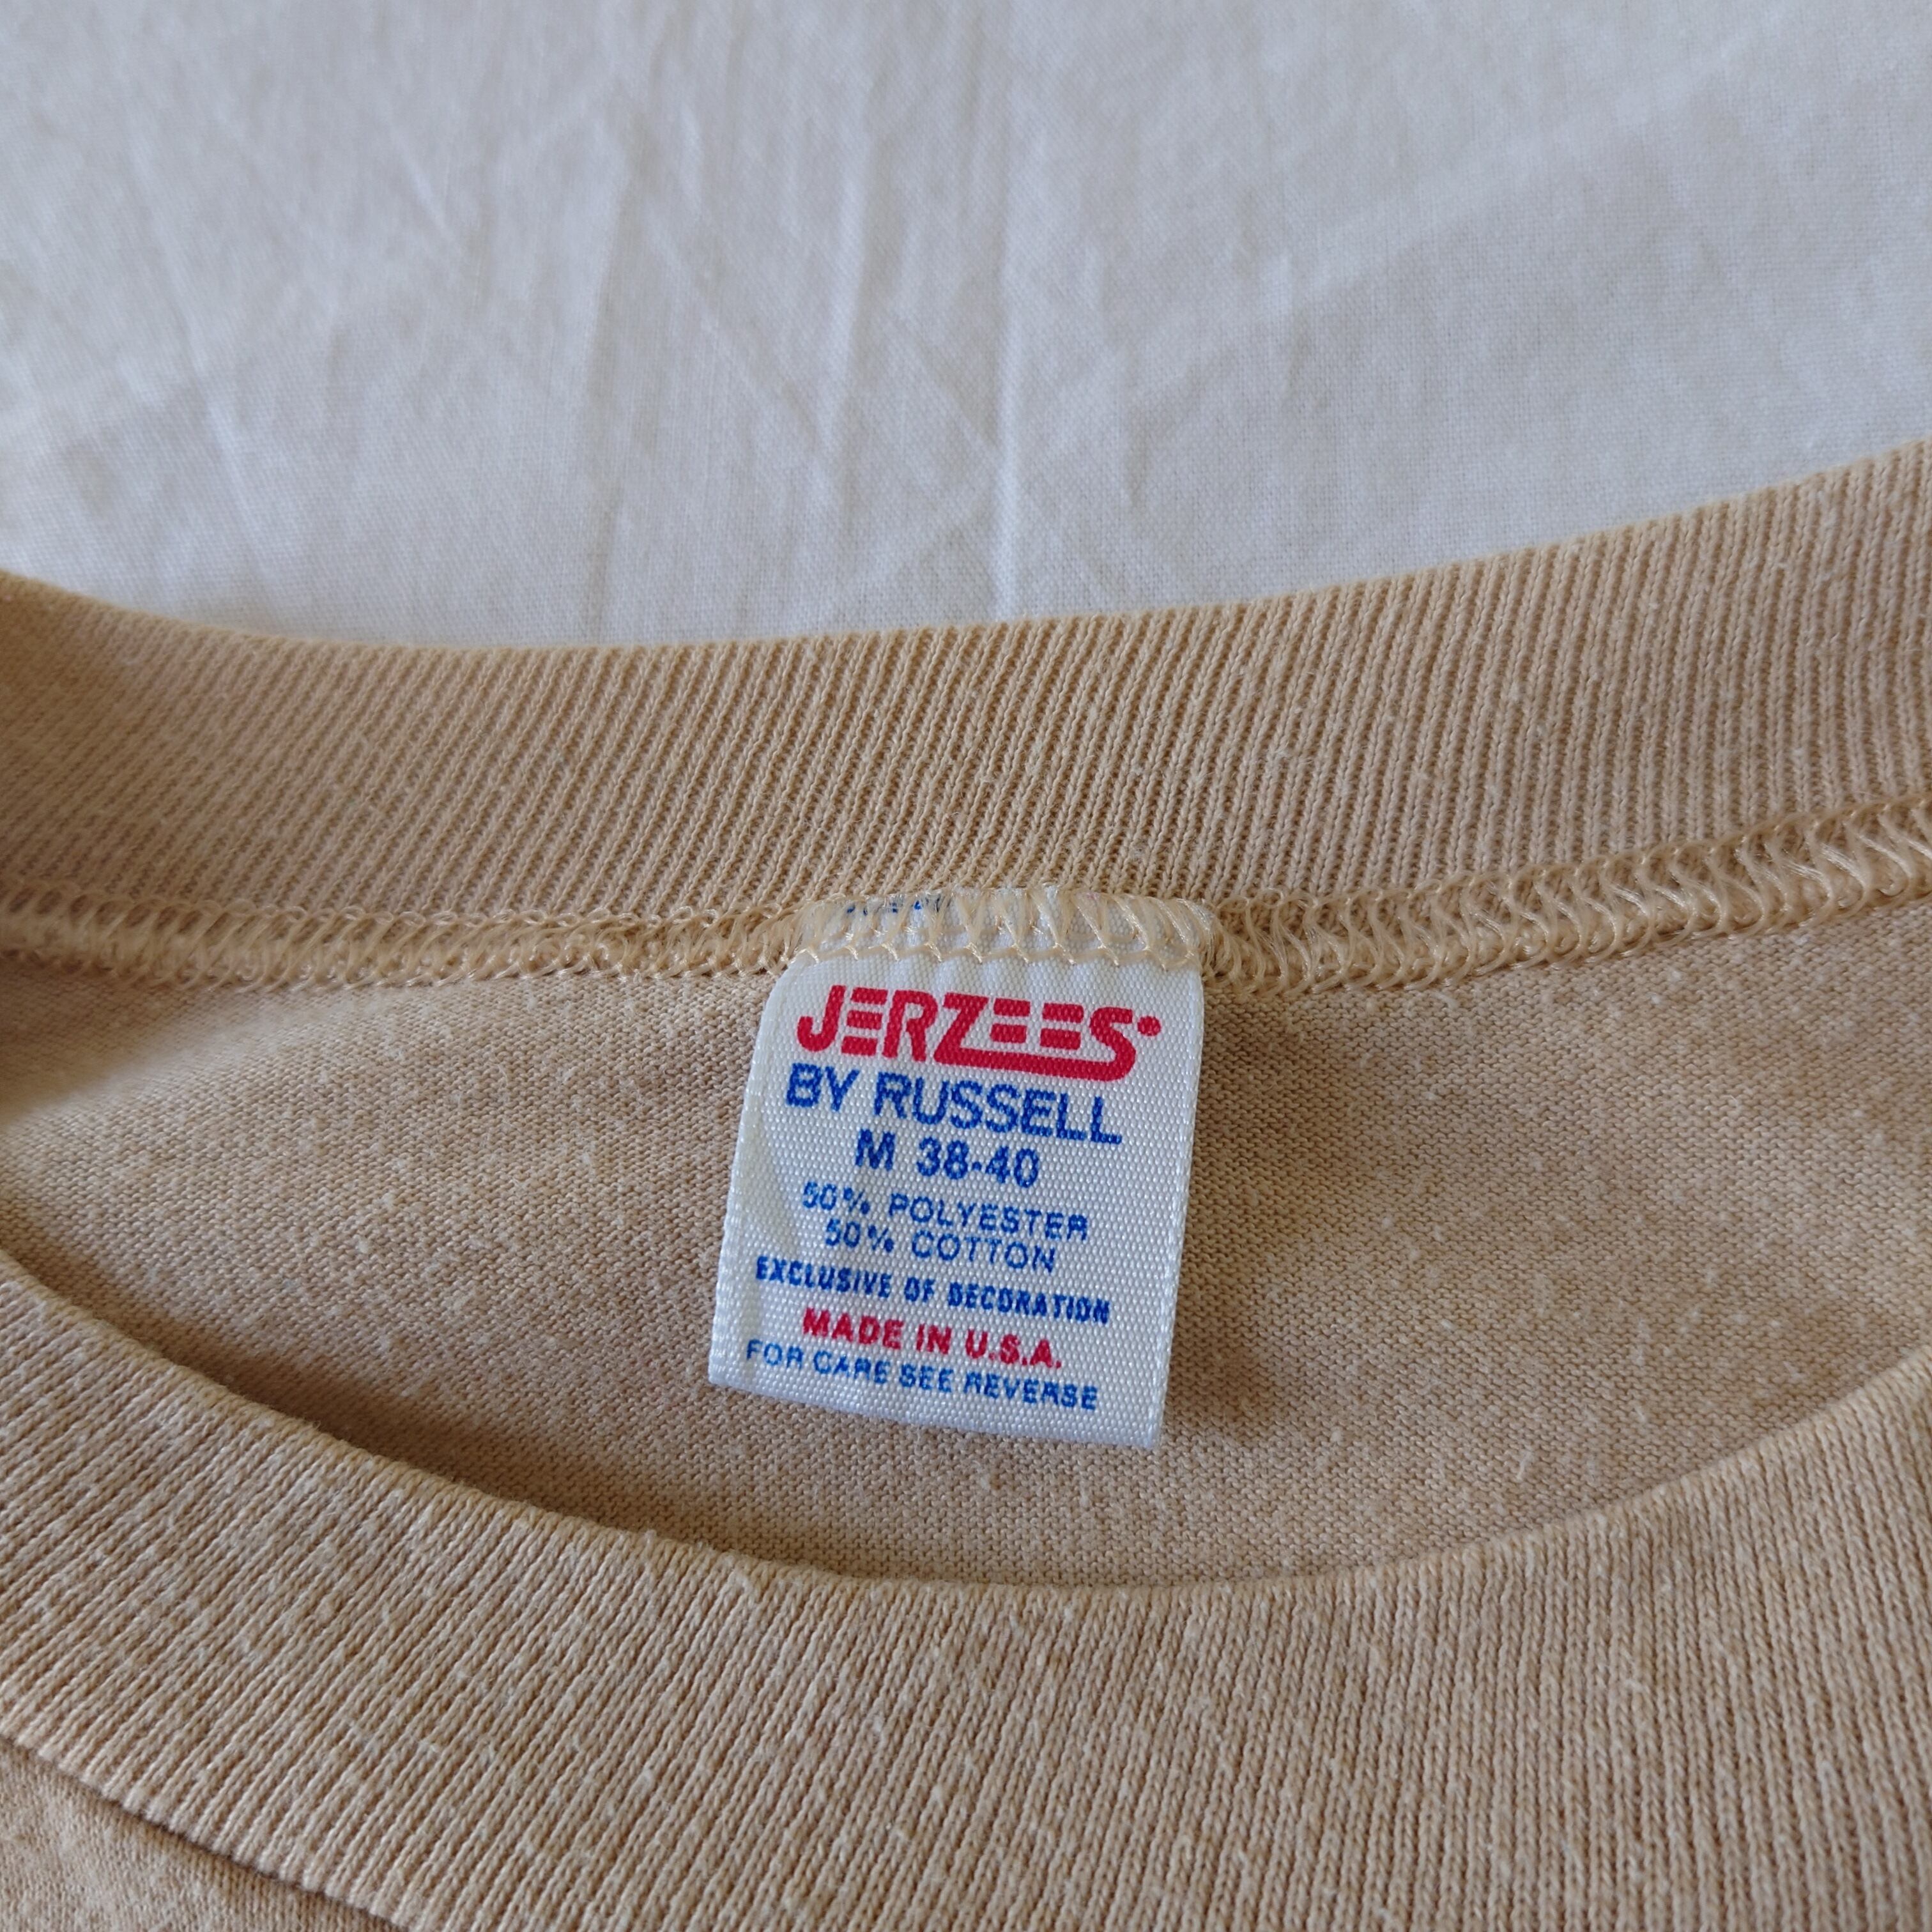 JERZEES
BY RUSSELL
M 38-40
50% POLYESTER
50% COTTON
EXCLUSIVE OF DECORATION
MADE IN U.S.A.
FOR CARE SEE REVERSE